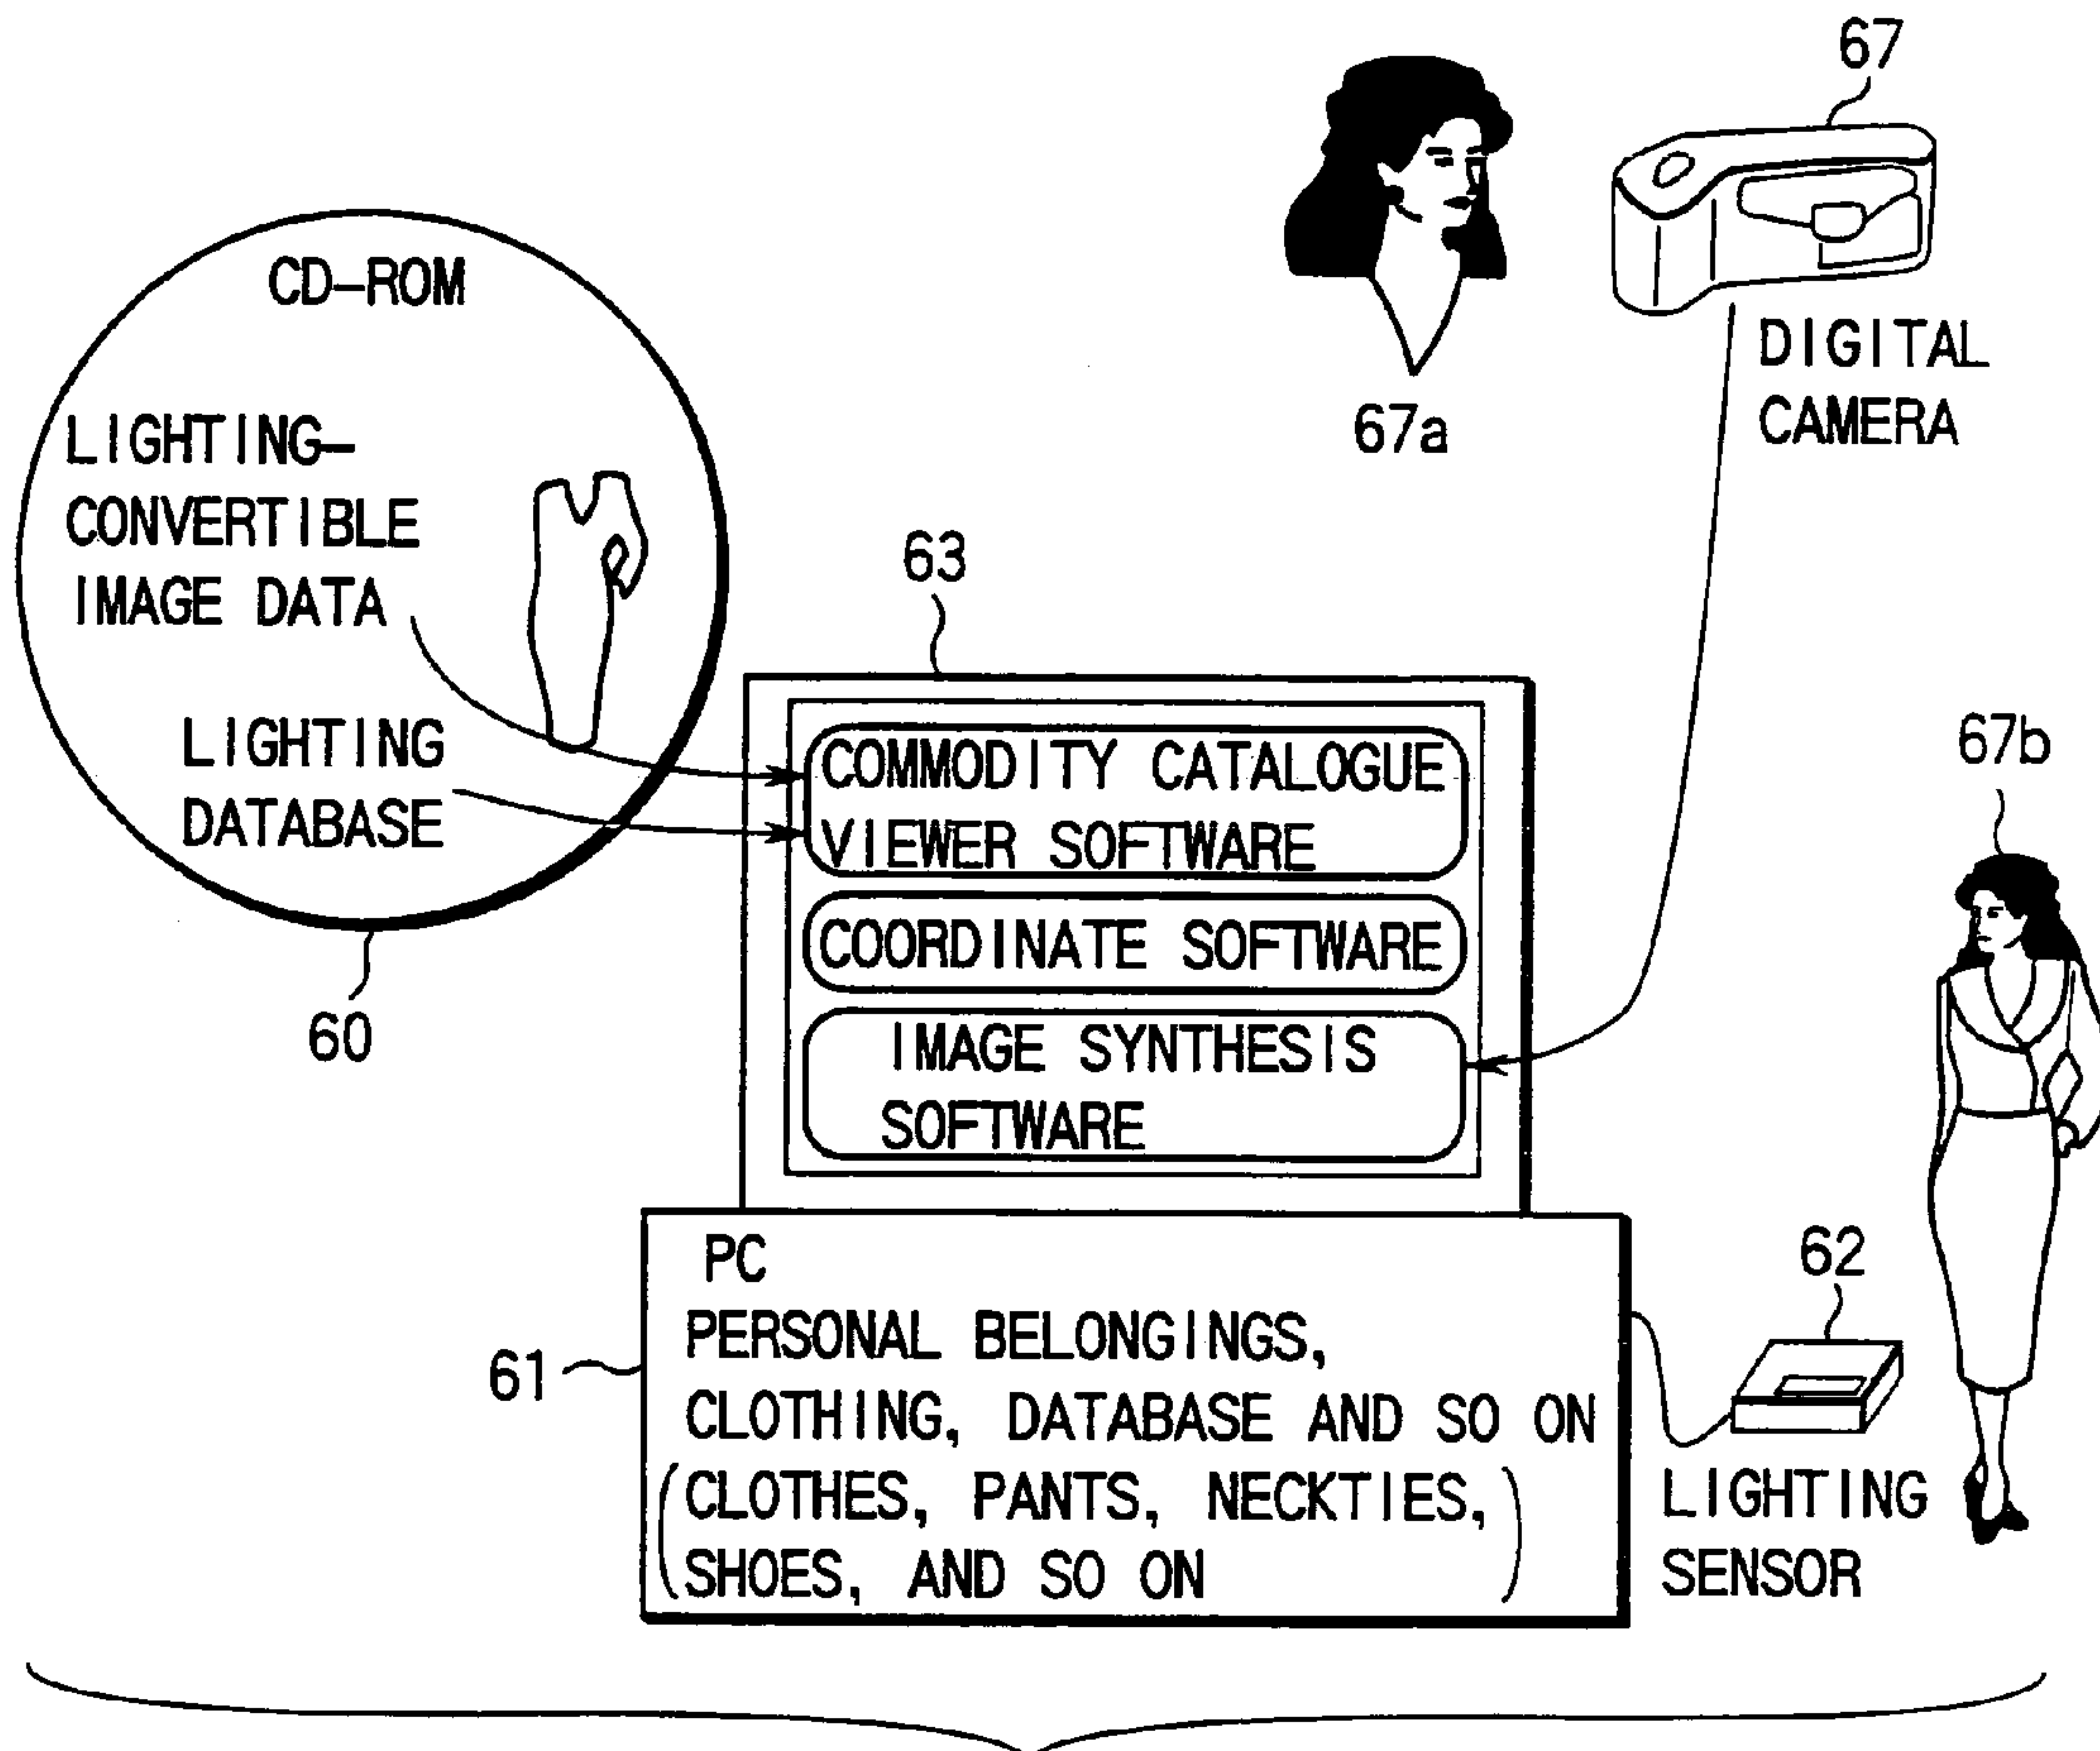 67
CD-ROM
DIGITAL
CAMERA
67a
LIGHTING-
CONVERTIBLE
IMAGE DATA
63
LIGHTING
DATABASE
67b
COMMODITY CATALOGUE
VIEWER SOFTWARE
COORDINATE SOFTWARE
60
IMAGE SYNTHESIS
SOFTWARE
PC
62
61
PERSONAL BELONGINGS,
CLOTHING, DATABASE AND SO ON
(CLOTHES, PANTS, NECKTIES,
SHOES, AND SO ON)
LIGHTING
SENSOR